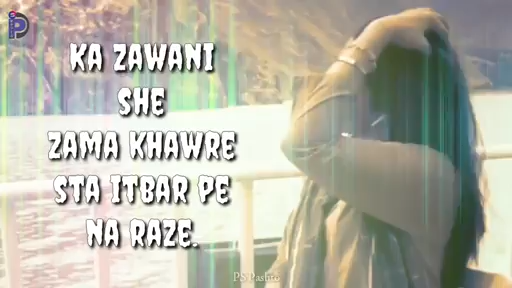 KA ZAWANI
SHE
ZAMA KHAWRE
STA ITBAR PE
NA RAZE.
PS Pashto